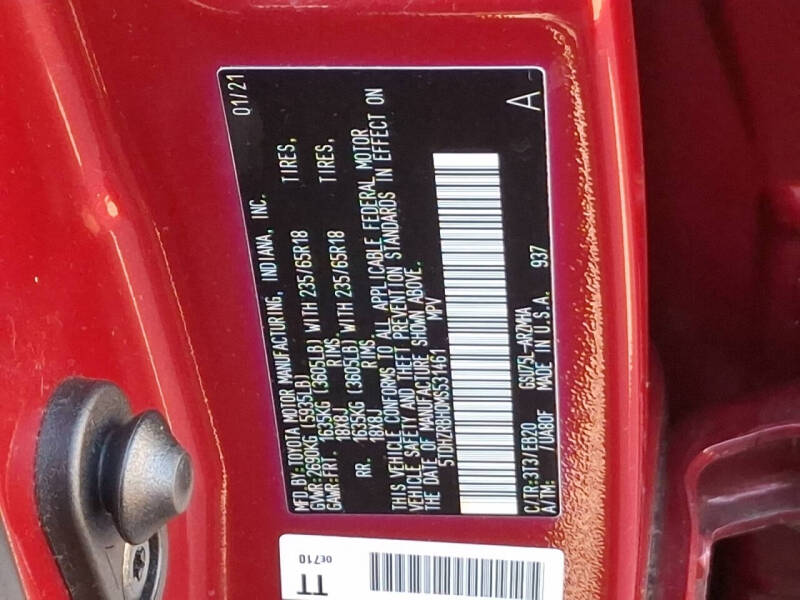 MFD. BY:TOYOTA MOTOR MANUFACTURING, INDIANA, INC. 01/21
GVWR:2690KG (5935LB)
GAWR:FRT. 1635KG (3605LB) WITH 235/65R18 TIRES,
18X8J RIMS.
RR. 1635KG (3605LB) WITH 235/65R18 TIRES,
18X8J RIMS.
THIS VEHICLE CONFORMS TO ALL APPLICABLE FEDERAL MOTOR
VEHICLE SAFETY AND THEFT PREVENTION STANDARDS IN EFFECT ON
THE DATE OF MANUFACTURE SHOWN ABOVE.
5TDHZRBH0MS531461 MPV
C/TR:3T3/EB20 GSU75L-ARZMHA A
A/TM: /UA80F MADE IN U.S.A. 937
TT 0E710